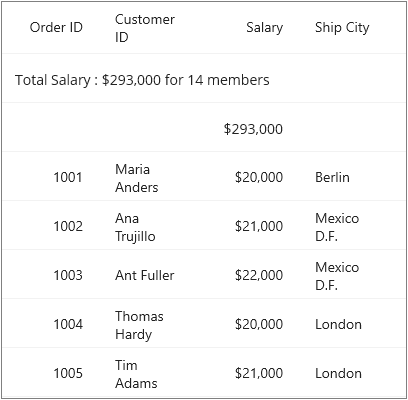 Order ID Customer ID Salary Ship City
Total Salary : $293,000 for 14 members
$293,000
1001 Maria Anders $20,000 Berlin
1002 Ana Trujillo $21,000 Mexico D.F.
1003 Ant Fuller $22,000 Mexico D.F.
1004 Thomas Hardy $20,000 London
1005 Tim Adams $21,000 London